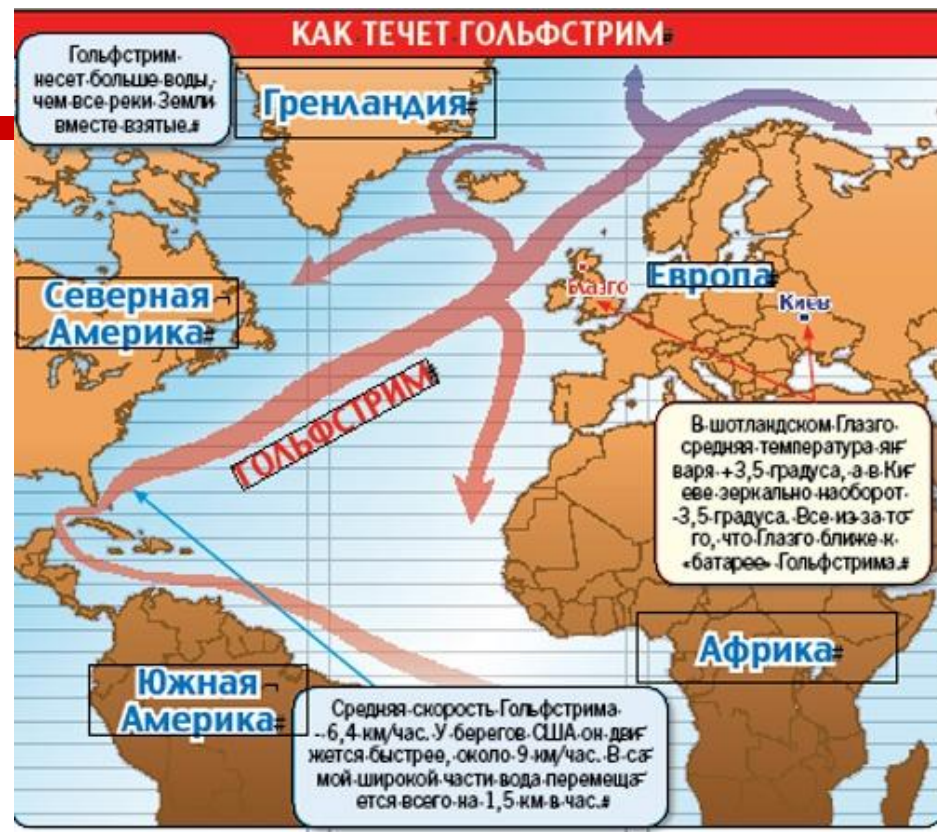 КАК ТЕЧЕТ ГОЛЬФСТРИМ
Гольфстрим
несет больше воды,
чем все реки Земли
вместе взятые.
Гренландия
Северная
Америка
ГОЛЬФСТРИМ
Глазго
Европа
Киев
В шотландском Глазго
средняя температура ян
варя +3,5 градуса, а в Ки
еве зеркально наоборот
-3,5 градуса. Все из-за то
го, что Глазго ближе к
«батарее» Гольфстрима.
Африка
Южная
Америка
Средняя скорость Гольфстрима
- 6,4 км/час. У берегов США он дви
жется быстрее, около 9 км/час. В са
мой широкой части вода перемеща
ется всего на 1,5 км в час.